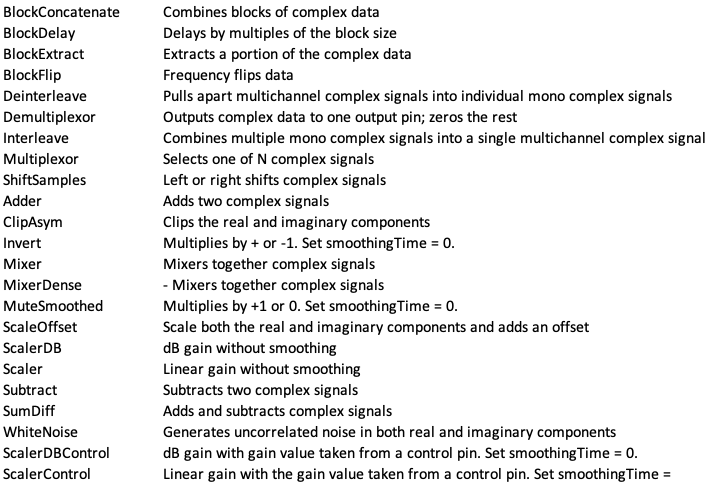 BlockConcatenate Combines blocks of complex data
BlockDelay Delays by multiples of the block size
BlockExtract Extracts a portion of the complex data
BlockFlip Frequency flips data
Deinterleave Pulls apart multichannel complex signals into individual mono complex signals
Demultiplexor Outputs complex data to one output pin; zeros the rest
Interleave Combines multiple mono complex signals into a single multichannel complex signal
Multiplexor Selects one of N complex signals
ShiftSamples Left or right shifts complex signals
Adder Adds two complex signals
ClipAsym Clips the real and imaginary components
Invert Multiplies by + or -1. Set smoothingTime = 0.
Mixer Mixers together complex signals
MixerDense - Mixers together complex signals
MuteSmoothed Multiplies by +1 or 0. Set smoothingTime = 0.
ScaleOffset Scale both the real and imaginary components and adds an offset
ScalerDB dB gain without smoothing
Scaler Linear gain without smoothing
Subtract Subtracts two complex signals
SumDiff Adds and subtracts complex signals
WhiteNoise Generates uncorrelated noise in both real and imaginary components
ScalerDBControl dB gain with gain value taken from a control pin. Set smoothingTime = 0.
ScalerControl Linear gain with the gain value taken from a control pin. Set smoothingTime =